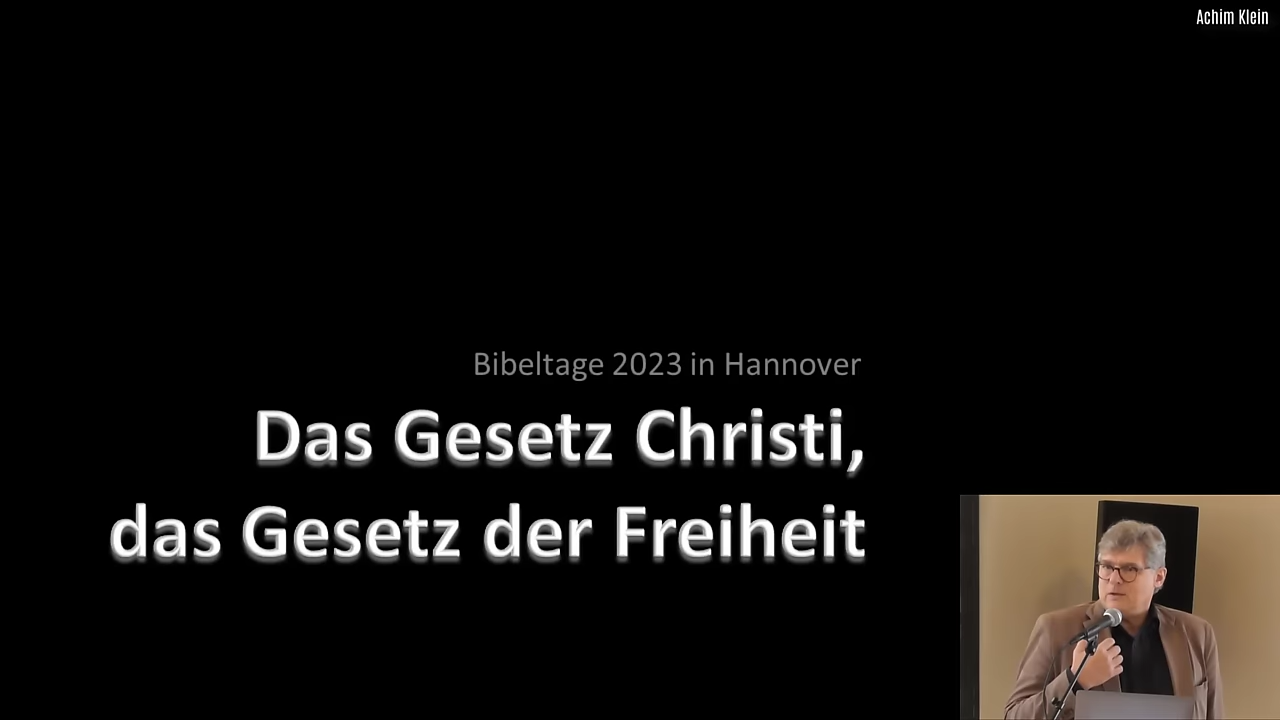 Achim Klein
Bibeltage 2023 in Hannover
Das Gesetz Christi,
das Gesetz der Freiheit